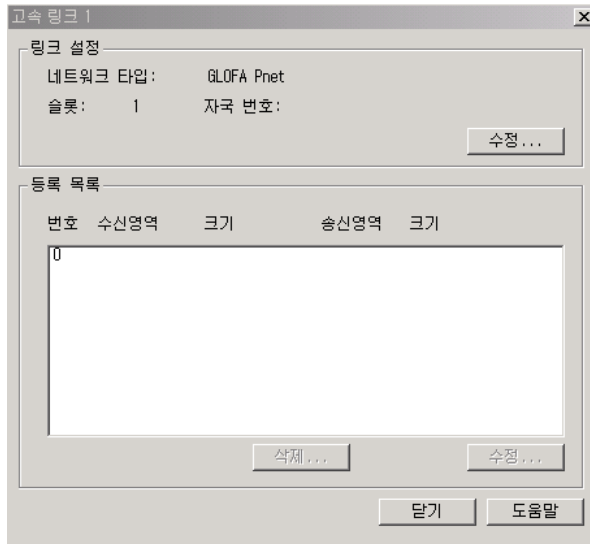 고속 링크 1
링크 설정
네트워크 타입: GLOFA Pnet
슬롯: 1 자국 번호:
수정...
등록 목록
번호 수신영역 크기 송신영역 크기
0
삭제... 수정...
닫기 도움말